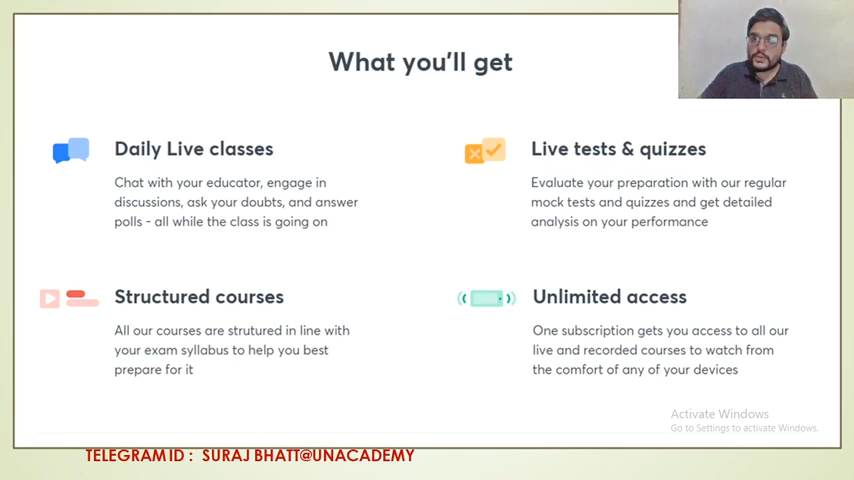 What you'll get
Daily Live classes
Chat with your educator, engage in
discussions, ask your doubts, and answer
polls - all while the class is going on
Live tests & quizzes
Evaluate your preparation with our regular
mock tests and quizzes and get detailed
analysis on your performance
Structured courses
All our courses are strutured in line with
your exam syllabus to help you best
prepare for it
Unlimited access
One subscription gets you access to all our
live and recorded courses to watch from
the comfort of any of your devices
Activate Windows
Go to Settings to activate Windows.
TELEGRAM ID : SURAJ BHATT@UNACADEMY